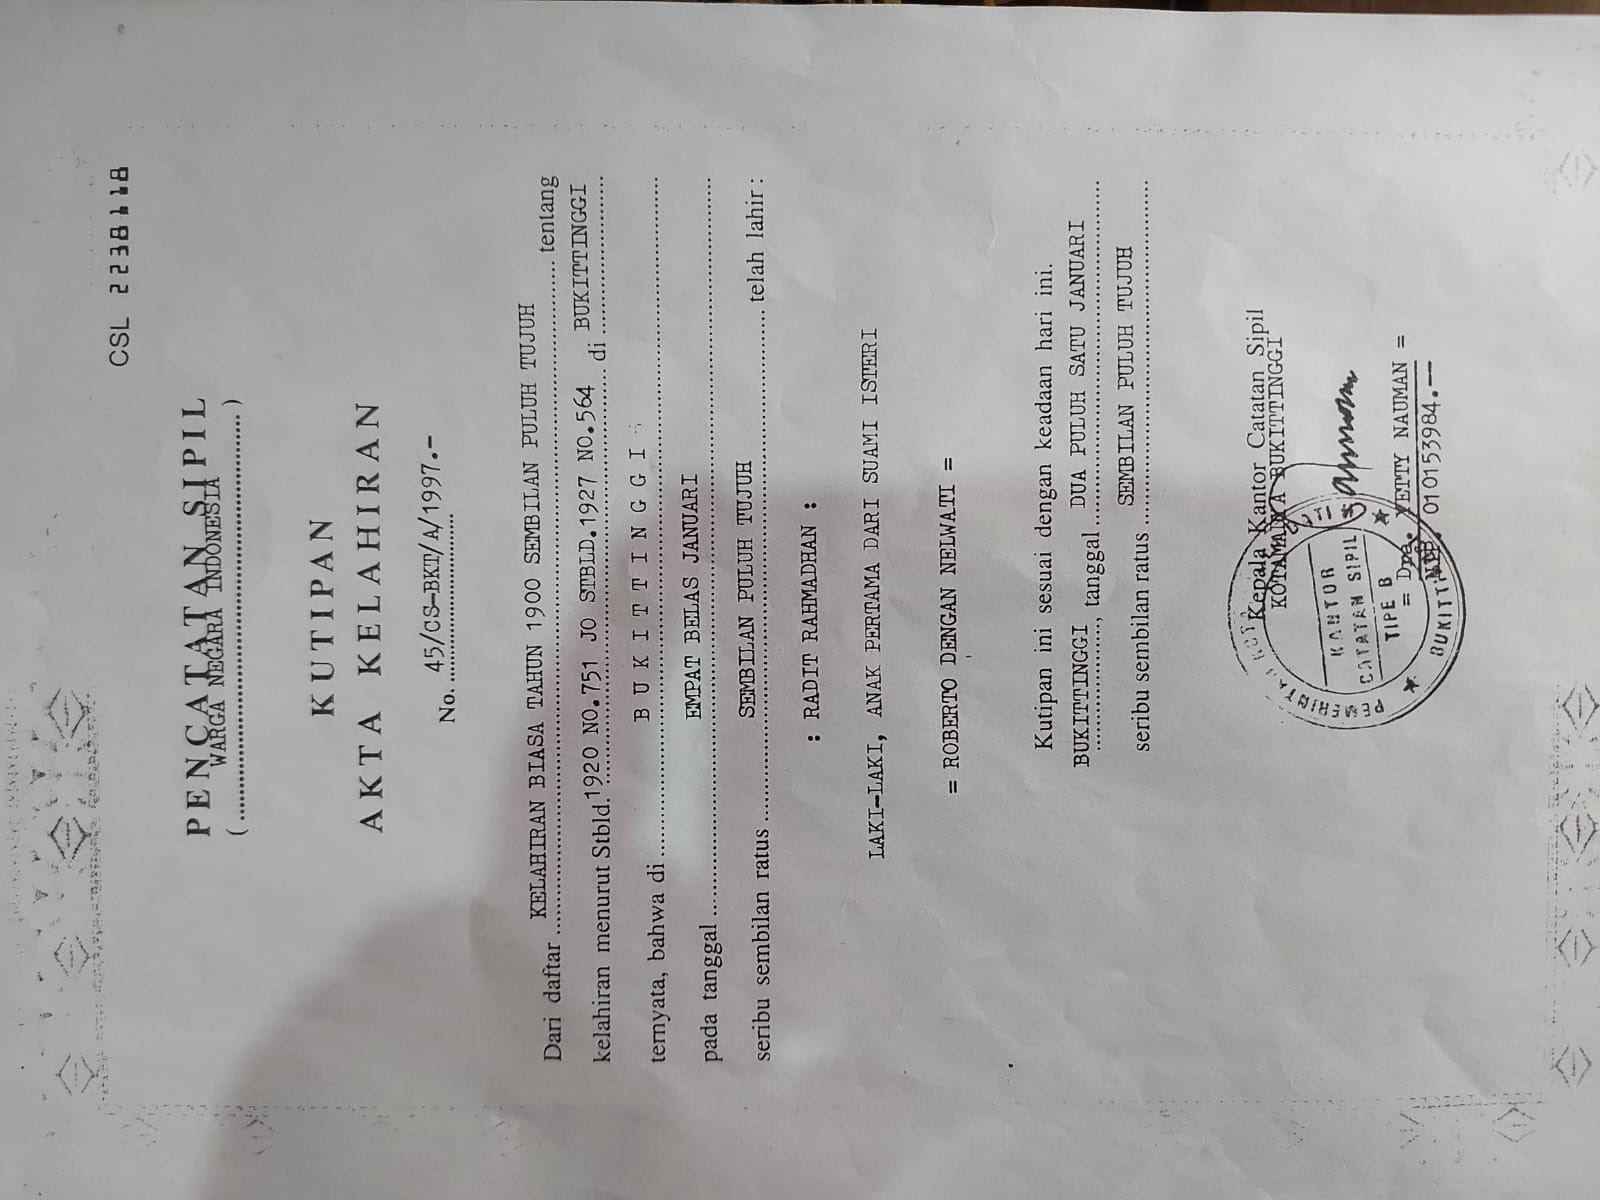 CSL 2238118
PENCATATAN SIPIL
WARGA NEGARA INDONESIA
(........................................)
KUTIPAN
AKTA KELAHIRAN
No. 45/CS-BKT/A/1997.-
Dari daftar KELAHIRAN BIASA TAHUN 1900 SEMBILAN PULUH TUJUH tentang
kelahiran menurut Stbld. 1920 NO.751 JO STBLD.1927 NO.564 di BUKITTINGGI
ternyata, bahwa di B U K I T T I N G G I
pada tanggal EMPAT BELAS JANUARI
seribu sembilan ratus SEMBILAN PULUH TUJUH telah lahir :
: RADIT RAHMADHAN :
LAKI-LAKI, ANAK PERTAMA DARI SUAMI ISTERI
= ROBERTO DENGAN NELWATI =
Kutipan ini sesuai dengan keadaan hari ini.
BUKITTINGGI, tanggal DUA PULUH SATU JANUARI
seribu sembilan ratus SEMBILAN PULUH TUJUH
Kepala Kantor Catatan Sipil
KOTAMADYA BUKITTINGGI
KANTOR
CATATAN SIPIL
TIPE B
= Dra. YETTY NAUMAN =
NIP. 010153984.-